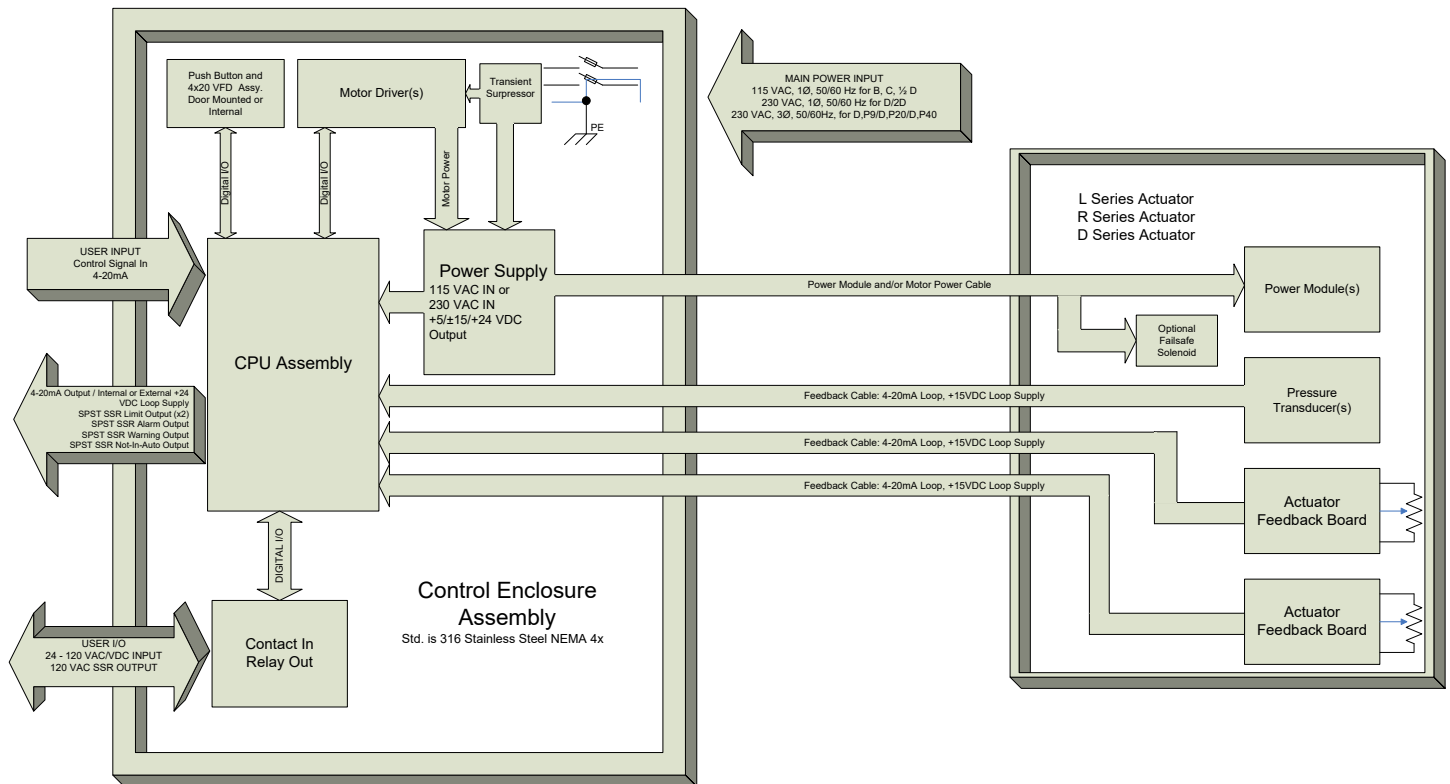 Push Button and
4x20 VFD Assy.
Door Mounted or
Internal
Motor Driver(s)
Transient
Surpressor
PE
MAIN POWER INPUT
115 VAC, 1Ø, 50/60 Hz for B, C, ½ D
230 VAC, 1Ø, 50/60 Hz for D/2D
230 VAC, 3Ø, 50/60Hz, for D,P9/D,P20/D,P40
Digital I/O
Digital I/O
Motor Power
L Series Actuator
R Series Actuator
D Series Actuator
USER INPUT
Control Signal In
4-20mA
Power Supply
115 VAC IN or
230 VAC IN
+5/±15/+24 VDC
Output
Power Module and/or Motor Power Cable
Power Module(s)
Optional
Failsafe
Solenoid
CPU Assembly
4-20mA Output / Internal or External +24
VDC Loop Supply
SPST SSR Limit Output (x2)
SPST SSR Alarm Output
SPST SSR Warning Output
SPST SSR Not-In-Auto Output
Feedback Cable: 4-20mA Loop, +15VDC Loop Supply
Pressure
Transducer(s)
Feedback Cable: 4-20mA Loop, +15VDC Loop Supply
Feedback Cable: 4-20mA Loop, +15VDC Loop Supply
Actuator
Feedback Board
DIGITAL I/O
Control Enclosure
Assembly
Std. is 316 Stainless Steel NEMA 4x
Actuator
Feedback Board
USER I/O
24 - 120 VAC/VDC INPUT
120 VAC SSR OUTPUT
Contact In
Relay Out